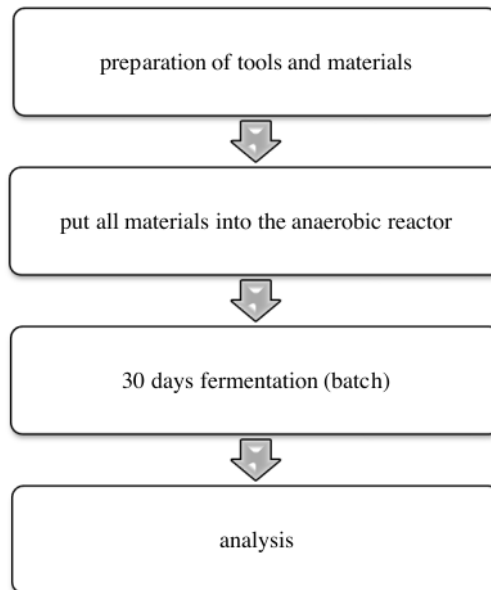 preparation of tools and materials
put all materials into the anaerobic reactor
30 days fermentation (batch)
analysis